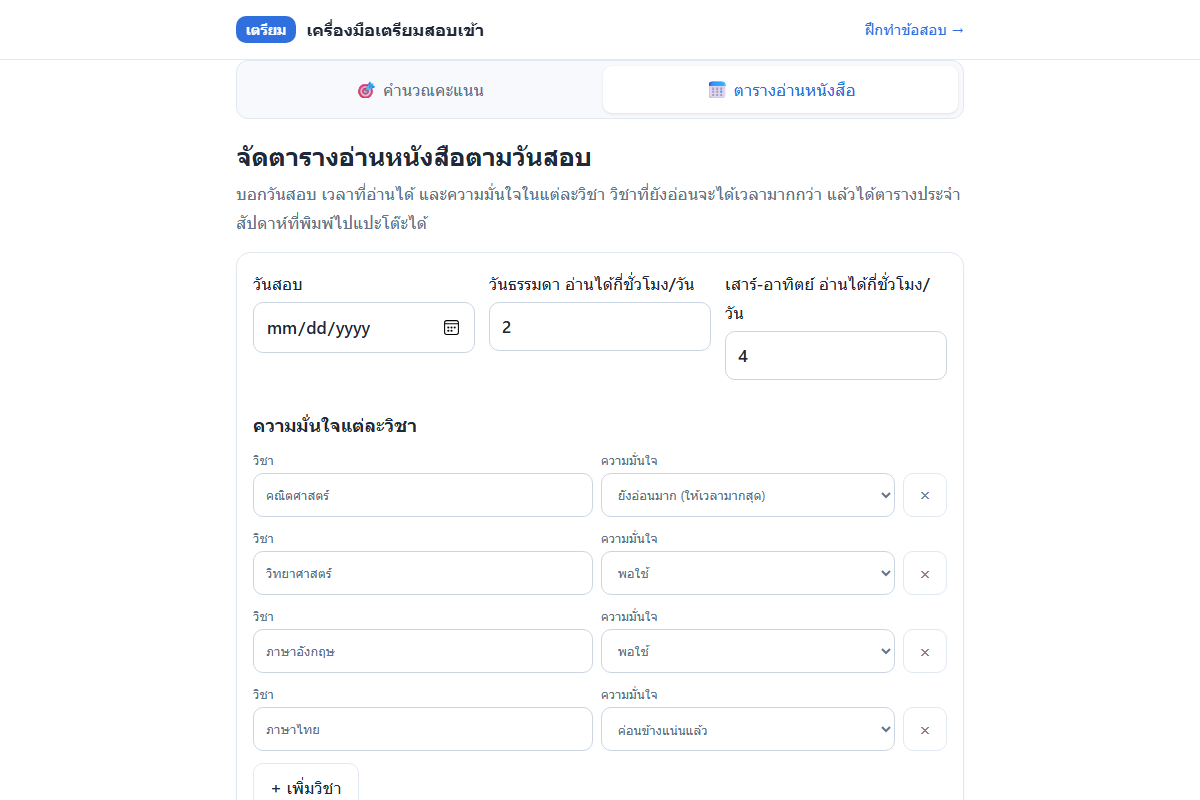 เตรียม เครื่องมือเตรียมสอบเข้า
ฝึกทำข้อสอบ →
คำนวณคะแนน
ตารางอ่านหนังสือ
จัดตารางอ่านหนังสือตามวันสอบ
บอกวันสอบ เวลาที่อ่านได้ และความมั่นใจในแต่ละวิชา วิชาที่ยังอ่อนจะได้เวลามากกว่า แล้วได้ตารางประจำ
สัปดาห์ที่พิมพ์ไปแปะโต๊ะได้
วันสอบ
mm/dd/yyyy
วันธรรมดา อ่านได้กี่ชั่วโมง/วัน
2
เสาร์-อาทิตย์ อ่านได้กี่ชั่วโมง/
วัน
4
ความมั่นใจแต่ละวิชา
วิชา ความมั่นใจ
คณิตศาสตร์ ยังอ่อนมาก (ให้เวลามากสุด) ×
วิชา ความมั่นใจ
วิทยาศาสตร์ พอใช้ ×
วิชา ความมั่นใจ
ภาษาอังกฤษ พอใช้ ×
วิชา ความมั่นใจ
ภาษาไทย ค่อนข้างแน่นแล้ว ×
+ เพิ่มวิชา